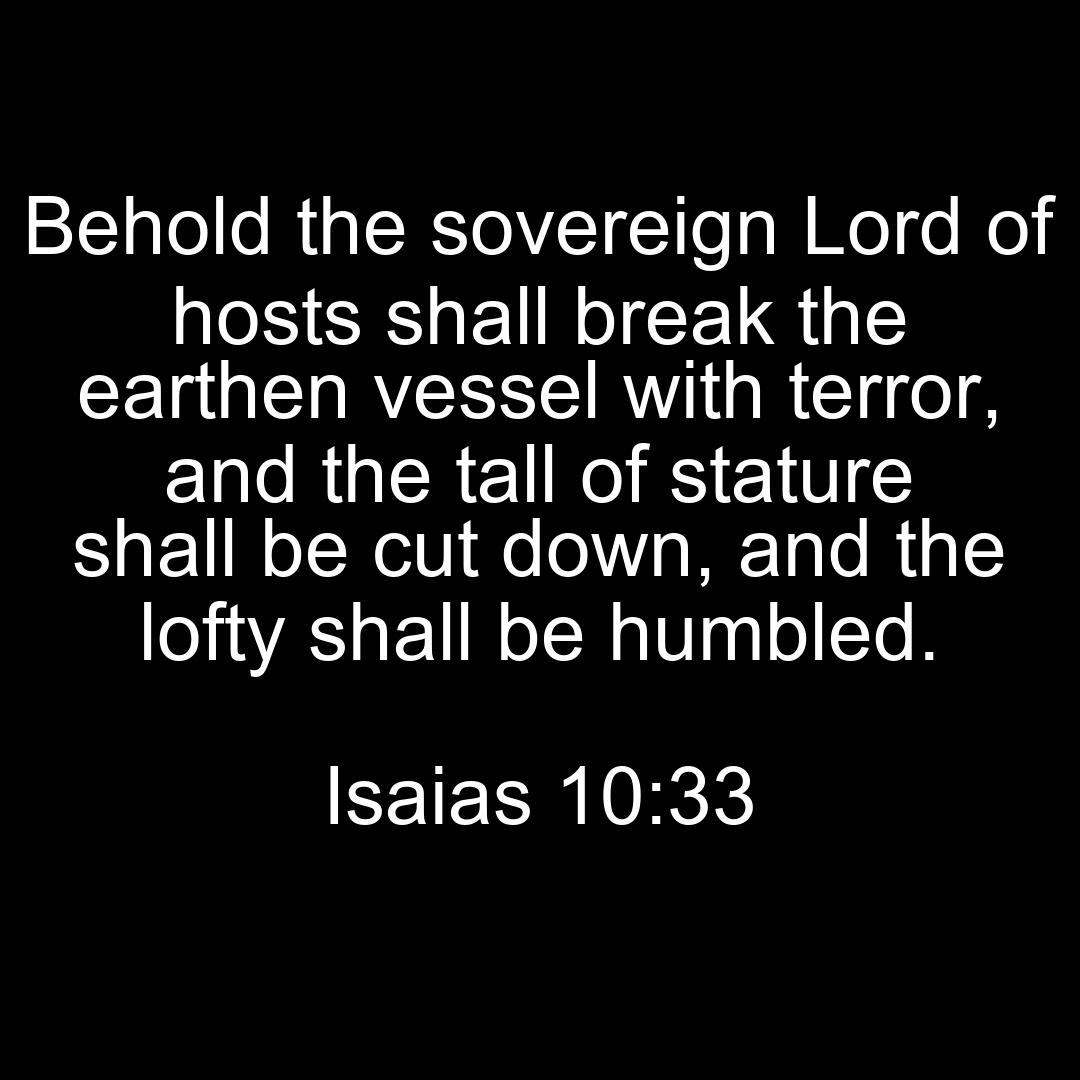 Behold the sovereign Lord of
hosts shall break the
earthen vessel with terror,
and the tall of stature
shall be cut down, and the
lofty shall be humbled.
Isaias 10:33